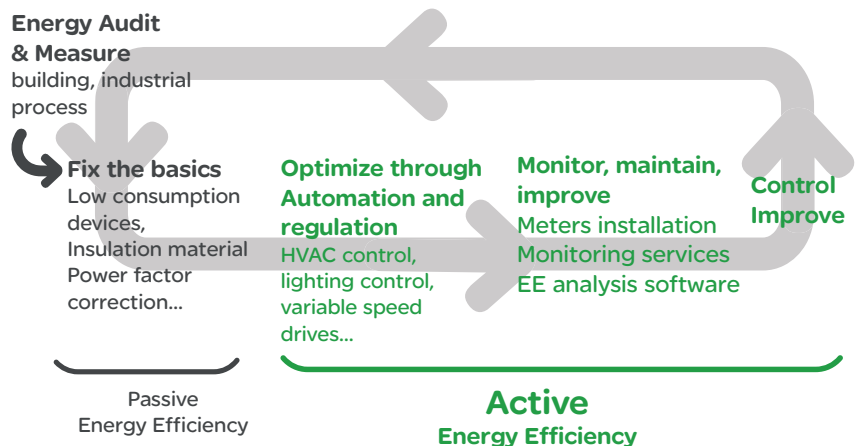 Energy Audit
& Measure
building, industrial
process
Fix the basics
Low consumption
devices,
Insulation material
Power factor
correction...
Optimize through
Automation and
regulation
HVAC control,
lighting control,
variable speed
drives...
Monitor, maintain,
improve
Meters installation
Monitoring services
EE analysis software
Control
Improve
Passive
Energy Efficiency
Active
Energy Efficiency